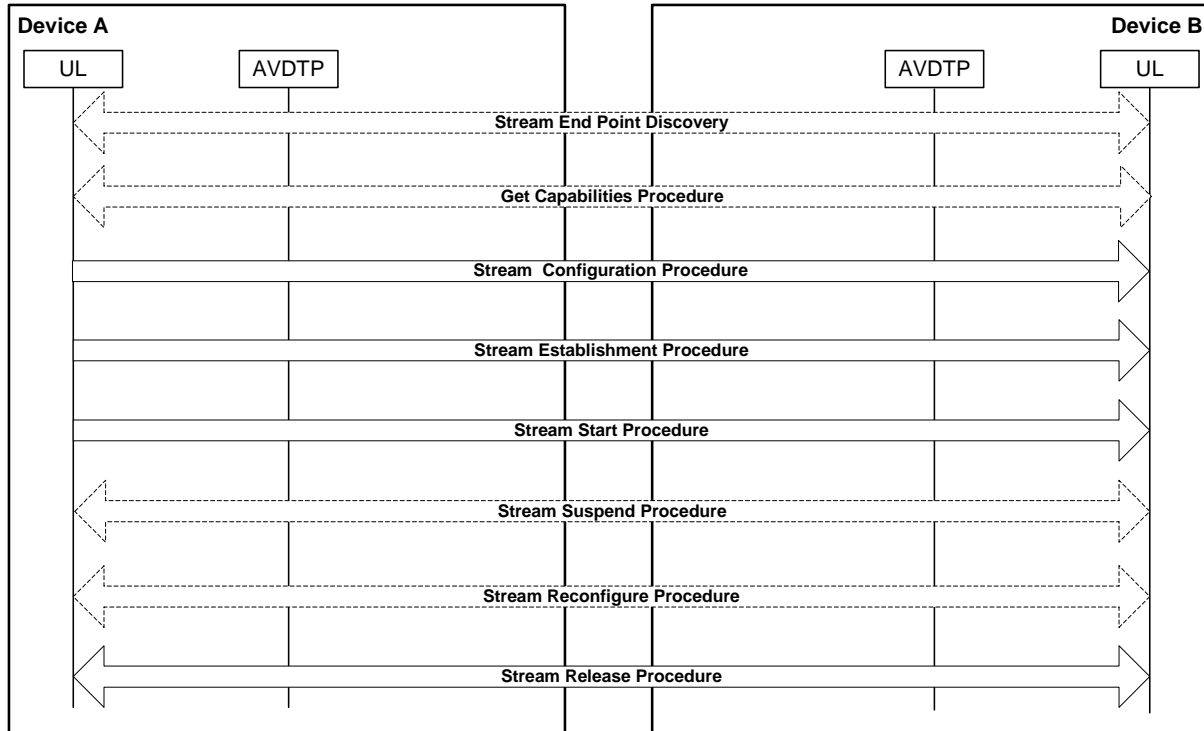 Device A
Device B
UL
AVDTP
AVDTP
UL
Stream End Point Discovery
Get Capabilities Procedure
Stream  Configuration Procedure
Stream Establishment Procedure
Stream Start Procedure
Stream Suspend Procedure
Stream Reconfigure Procedure
Stream Release Procedure